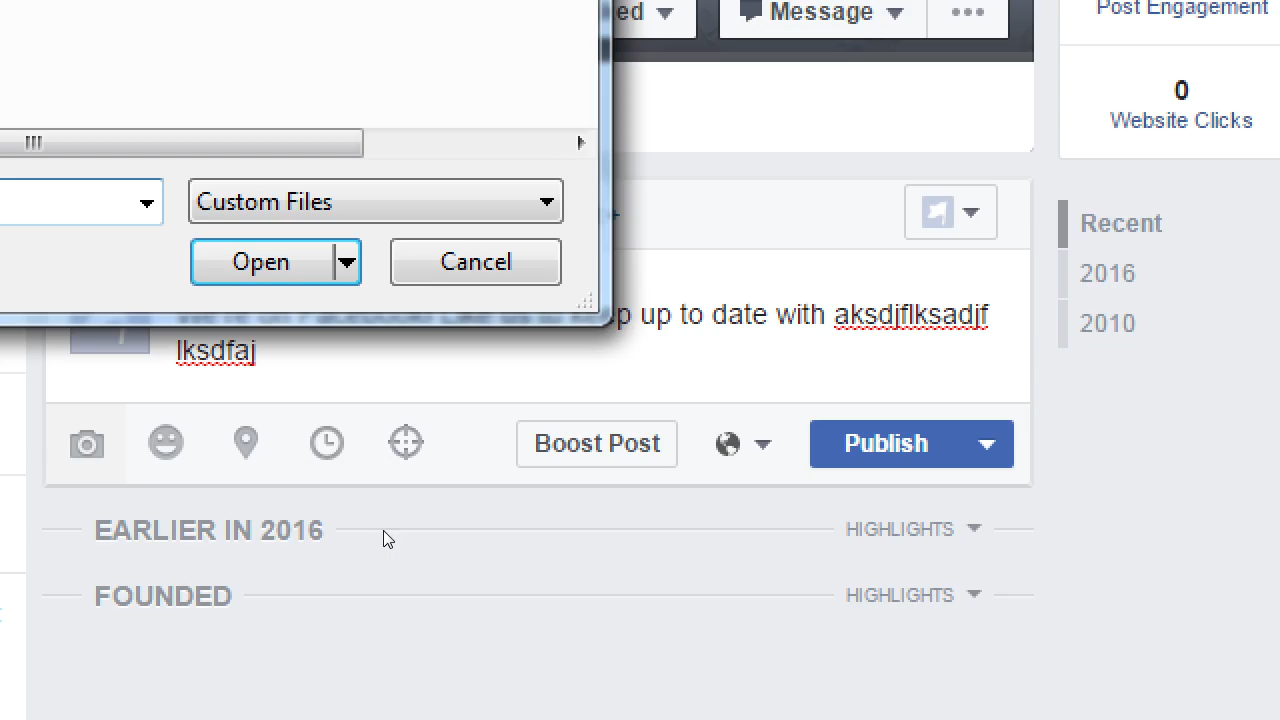 ed
Message
Post Engagement
0
Website Clicks
Custom Files
Open
Cancel
Recent
2016
2010
up to date with aksdjflksadjf
lksdfaj
Boost Post
Publish
EARLIER IN 2016
HIGHLIGHTS
FOUNDED
HIGHLIGHTS